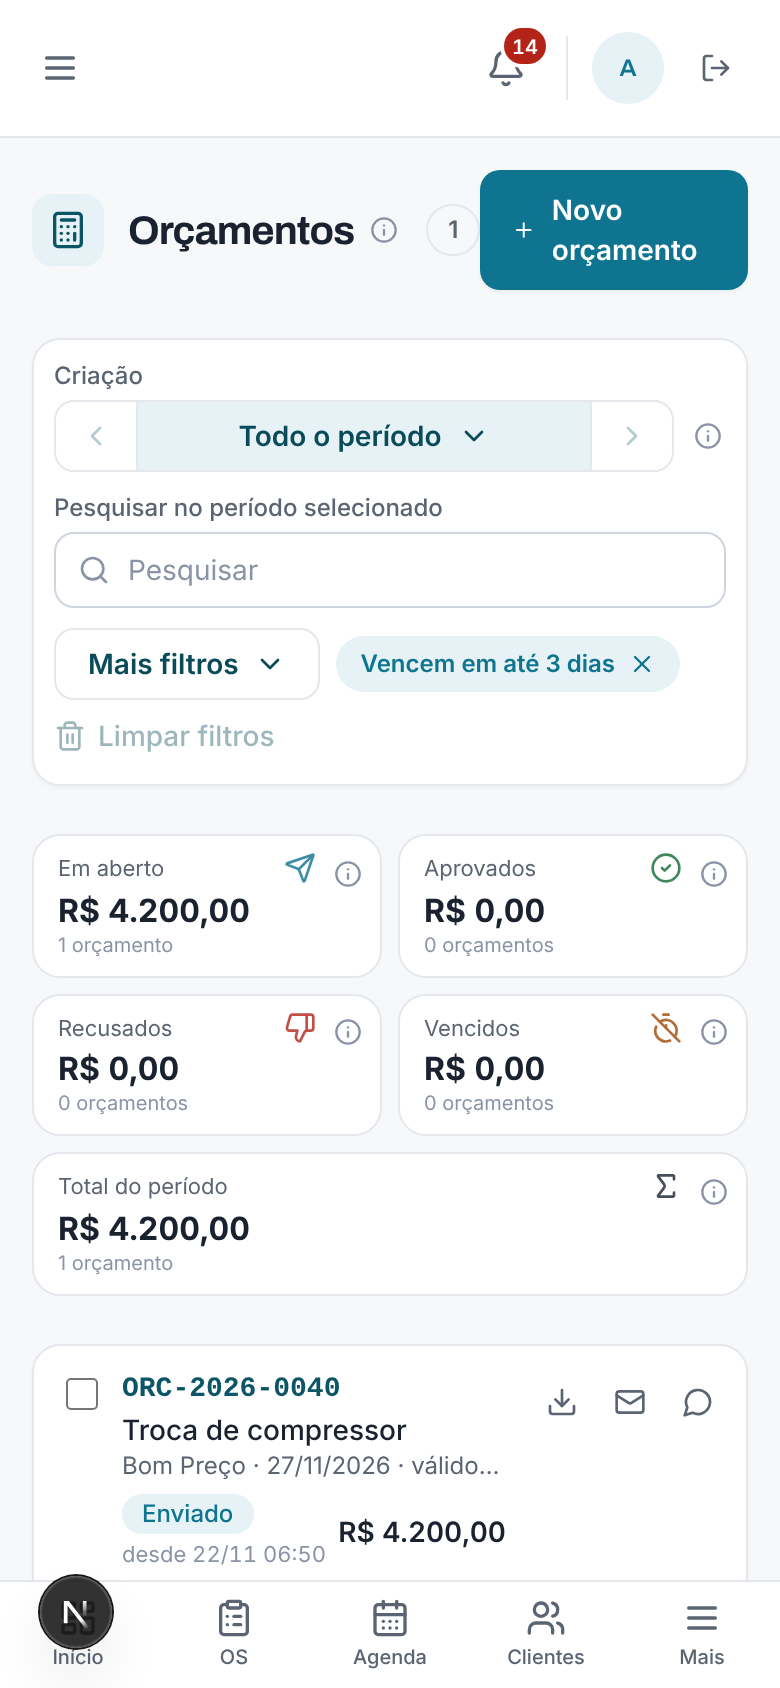 14
A
Orçamentos
1
+ Novo
orçamento
Criação
Todo o período
Pesquisar no período selecionado
Pesquisar
Mais filtros
Vencem em até 3 dias
Limpar filtros
Em aberto
R$ 4.200,00
1 orçamento
Aprovados
R$ 0,00
0 orçamentos
Recusados
R$ 0,00
0 orçamentos
Vencidos
R$ 0,00
0 orçamentos
Total do período
Σ
R$ 4.200,00
1 orçamento
ORC-2026-0040
Troca de compressor
Bom Preço · 27/11/2026 · válido...
Enviado
R$ 4.200,00
desde 22/11 06:50
N
Início
OS
Agenda
Clientes
Mais